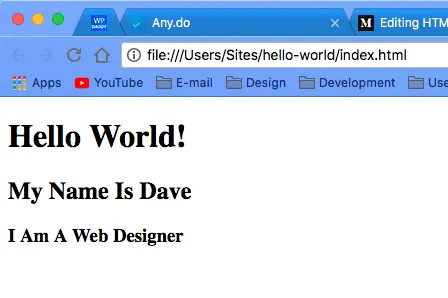 WP DADDY
Any.do
Editing HTM
file:///Users/Sites/hello-world/index.html
Apps YouTube E-mail Design Development Use
Hello World!
My Name Is Dave
I Am A Web Designer